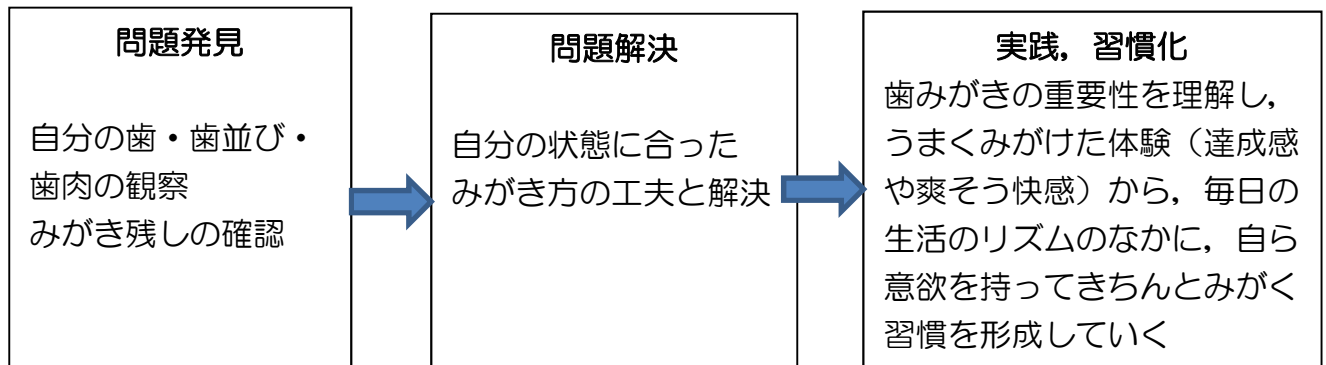 問題発見
自分の歯・歯並び・
歯肉の観察
みがき残しの確認
問題解決
自分の状態に合った
みがき方の工夫と解決
実践，習慣化
歯みがきの重要性を理解し，
うまくみがけた体験（達成感
や爽そう快感）から，毎日の
生活のリズムのなかに，自ら
意欲を持ってきちんとみがく
習慣を形成していく